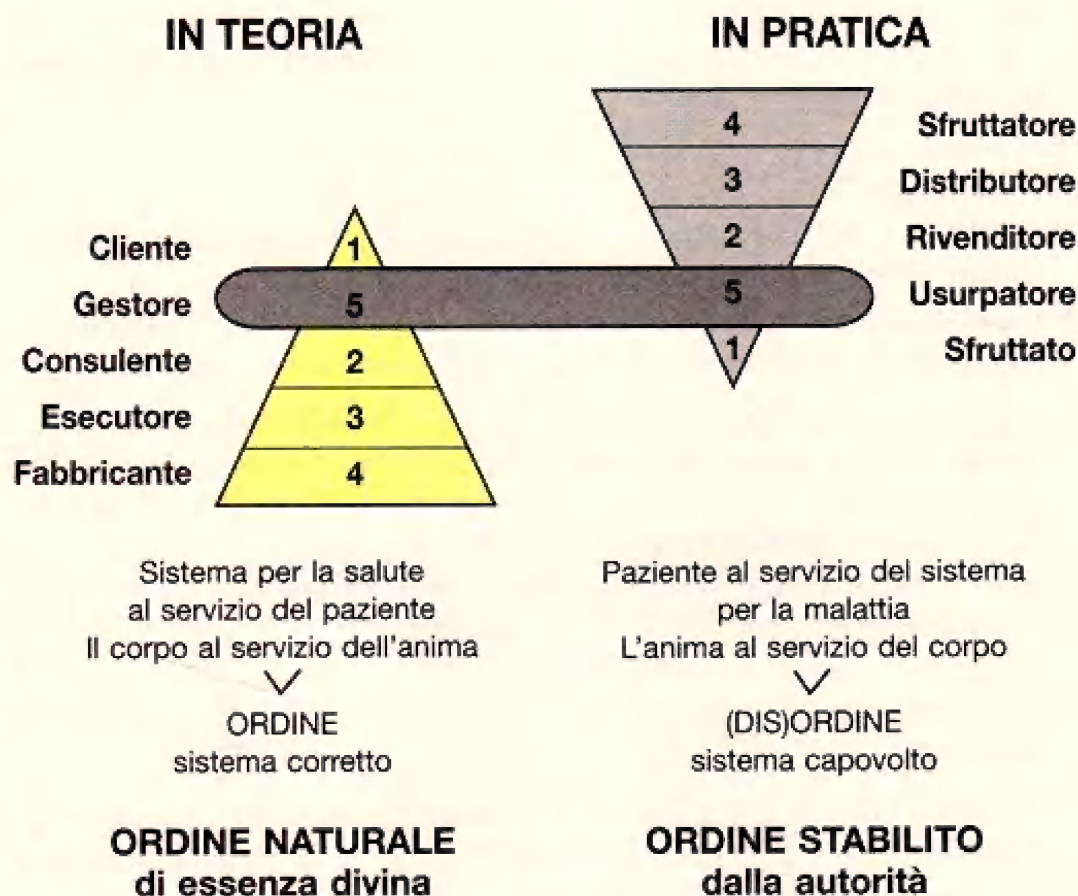 IN TEORIA
Cliente
Gestore
Consulente
Esecutore
Fabbricante
1
5
2
3
4
Sistema per la salute
al servizio del paziente
Il corpo al servizio dell'anima
ORDINE
sistema corretto
ORDINE NATURALE
di essenza divina
IN PRATICA
4
3
2
5
1
Sfruttatore
Distributore
Rivenditore
Usurpatore
Sfruttato
Paziente al servizio del sistema
per la malattia
L'anima al servizio del corpo
(DIS)ORDINE
sistema capovolto
ORDINE STABILITO
dalla autorità